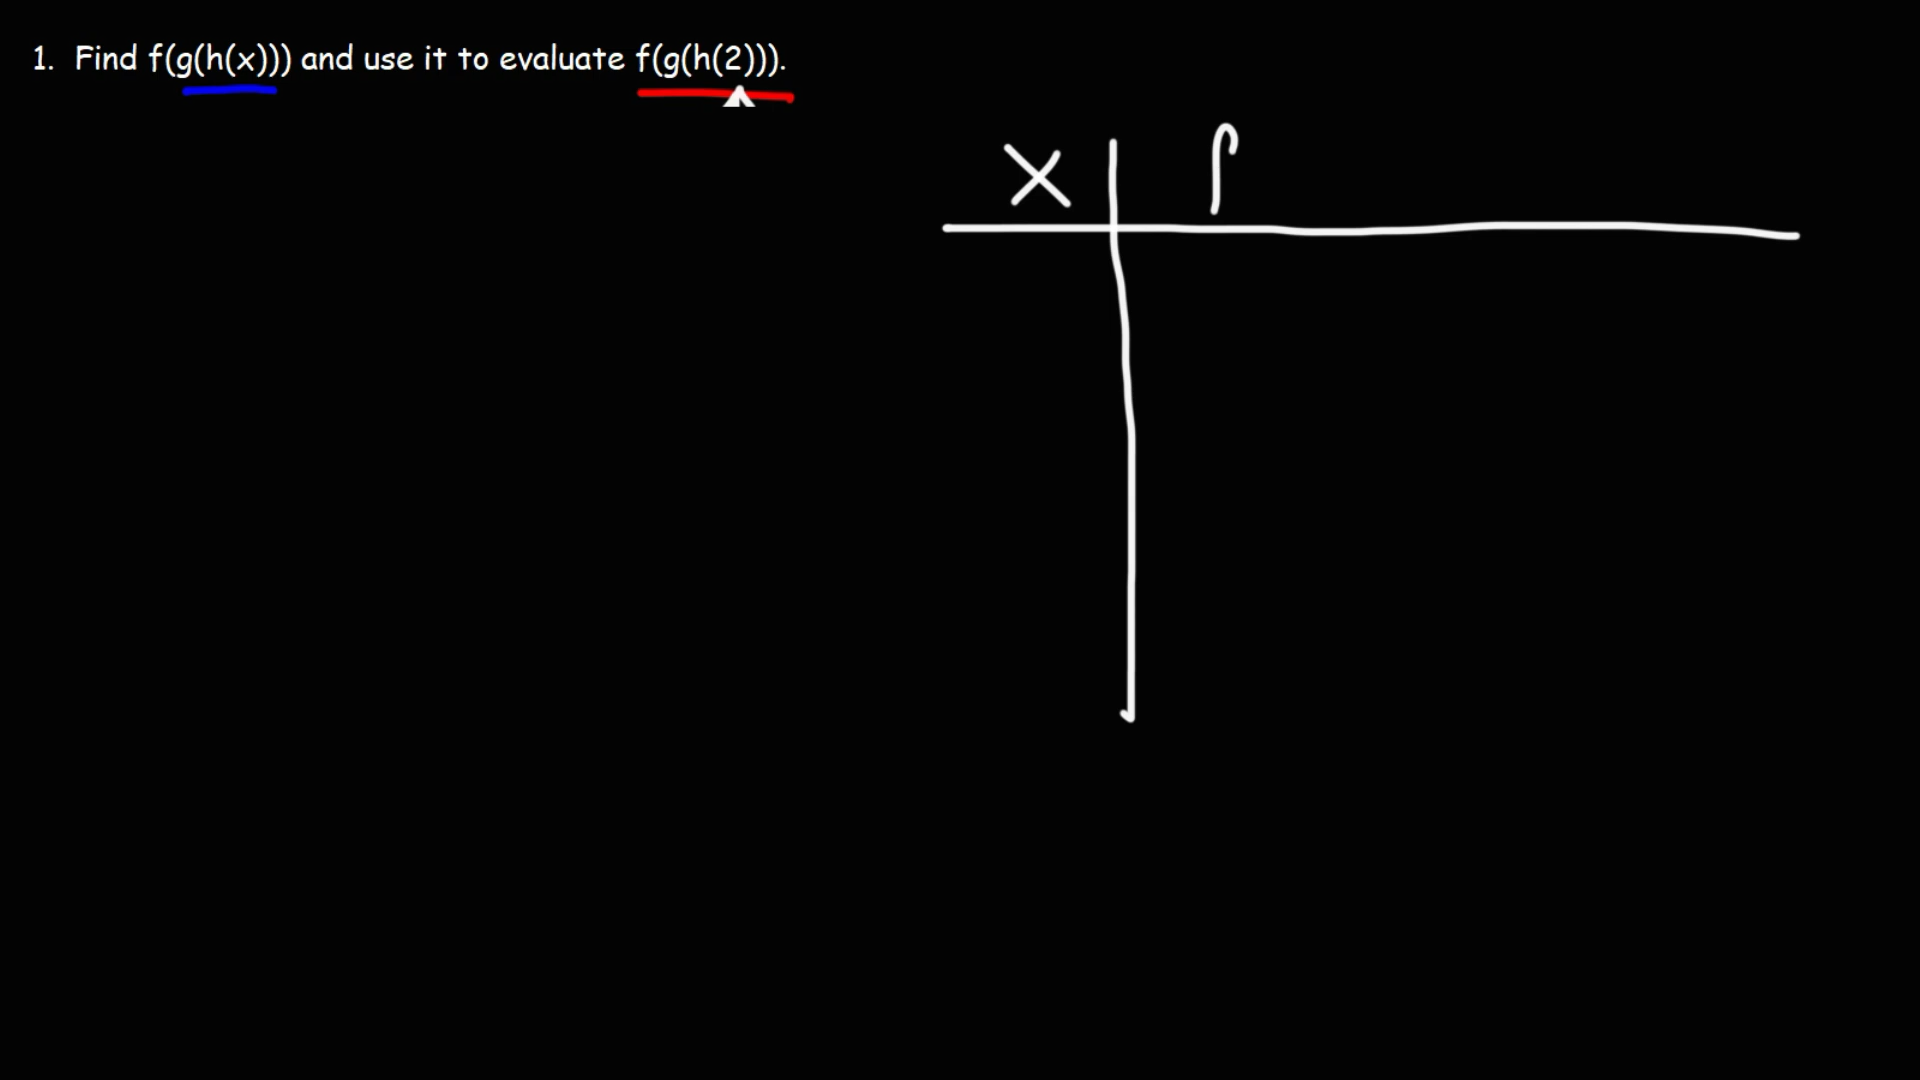 1. Find f(g(h(x))) and use it to evaluate f(g(h(2))).
X